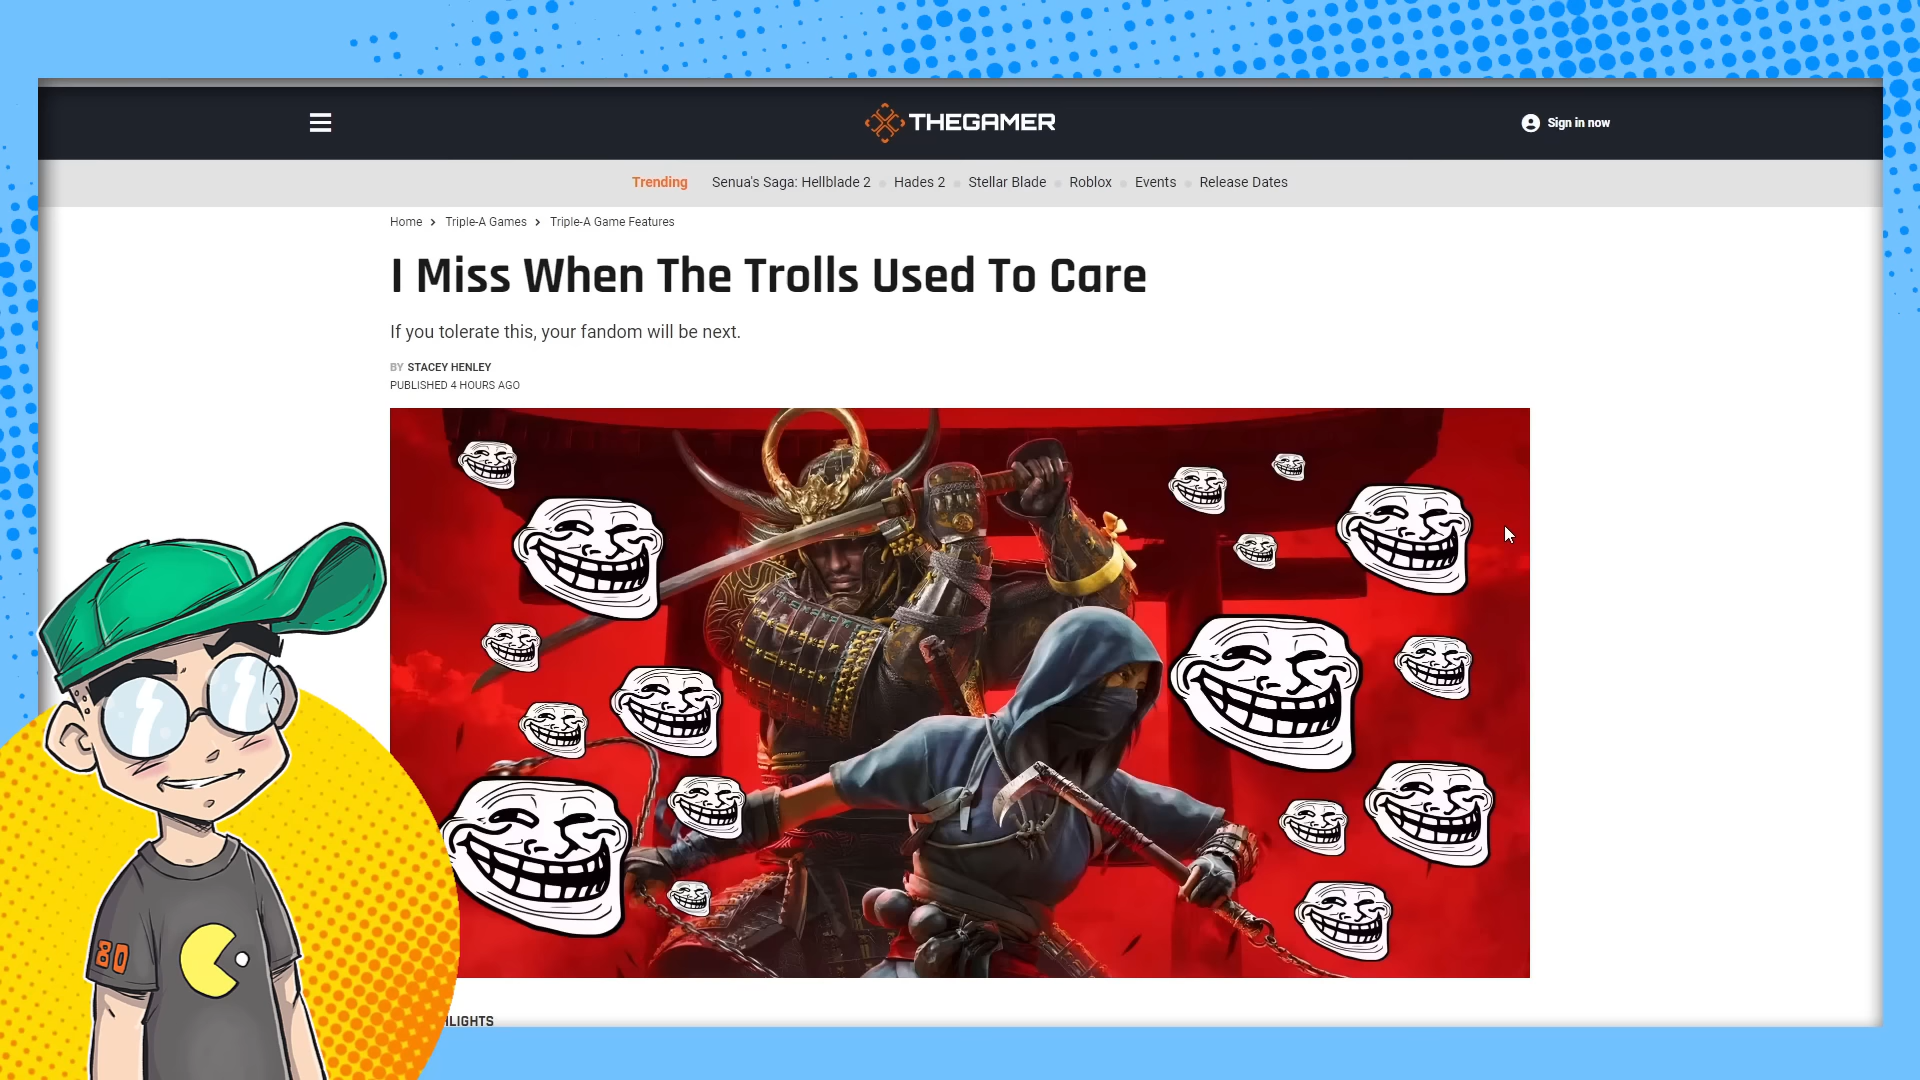 THEGAMER
Sign in now
Trending Senua's Saga: Hellblade 2 Hades 2 Stellar Blade Roblox Events Release Dates
Home > Triple-A Games > Triple-A Game Features
I Miss When The Trolls Used To Care
If you tolerate this, your fandom will be next.
BY STACEY HENLEY
PUBLISHED 4 HOURS AGO
80
HLIGHTS